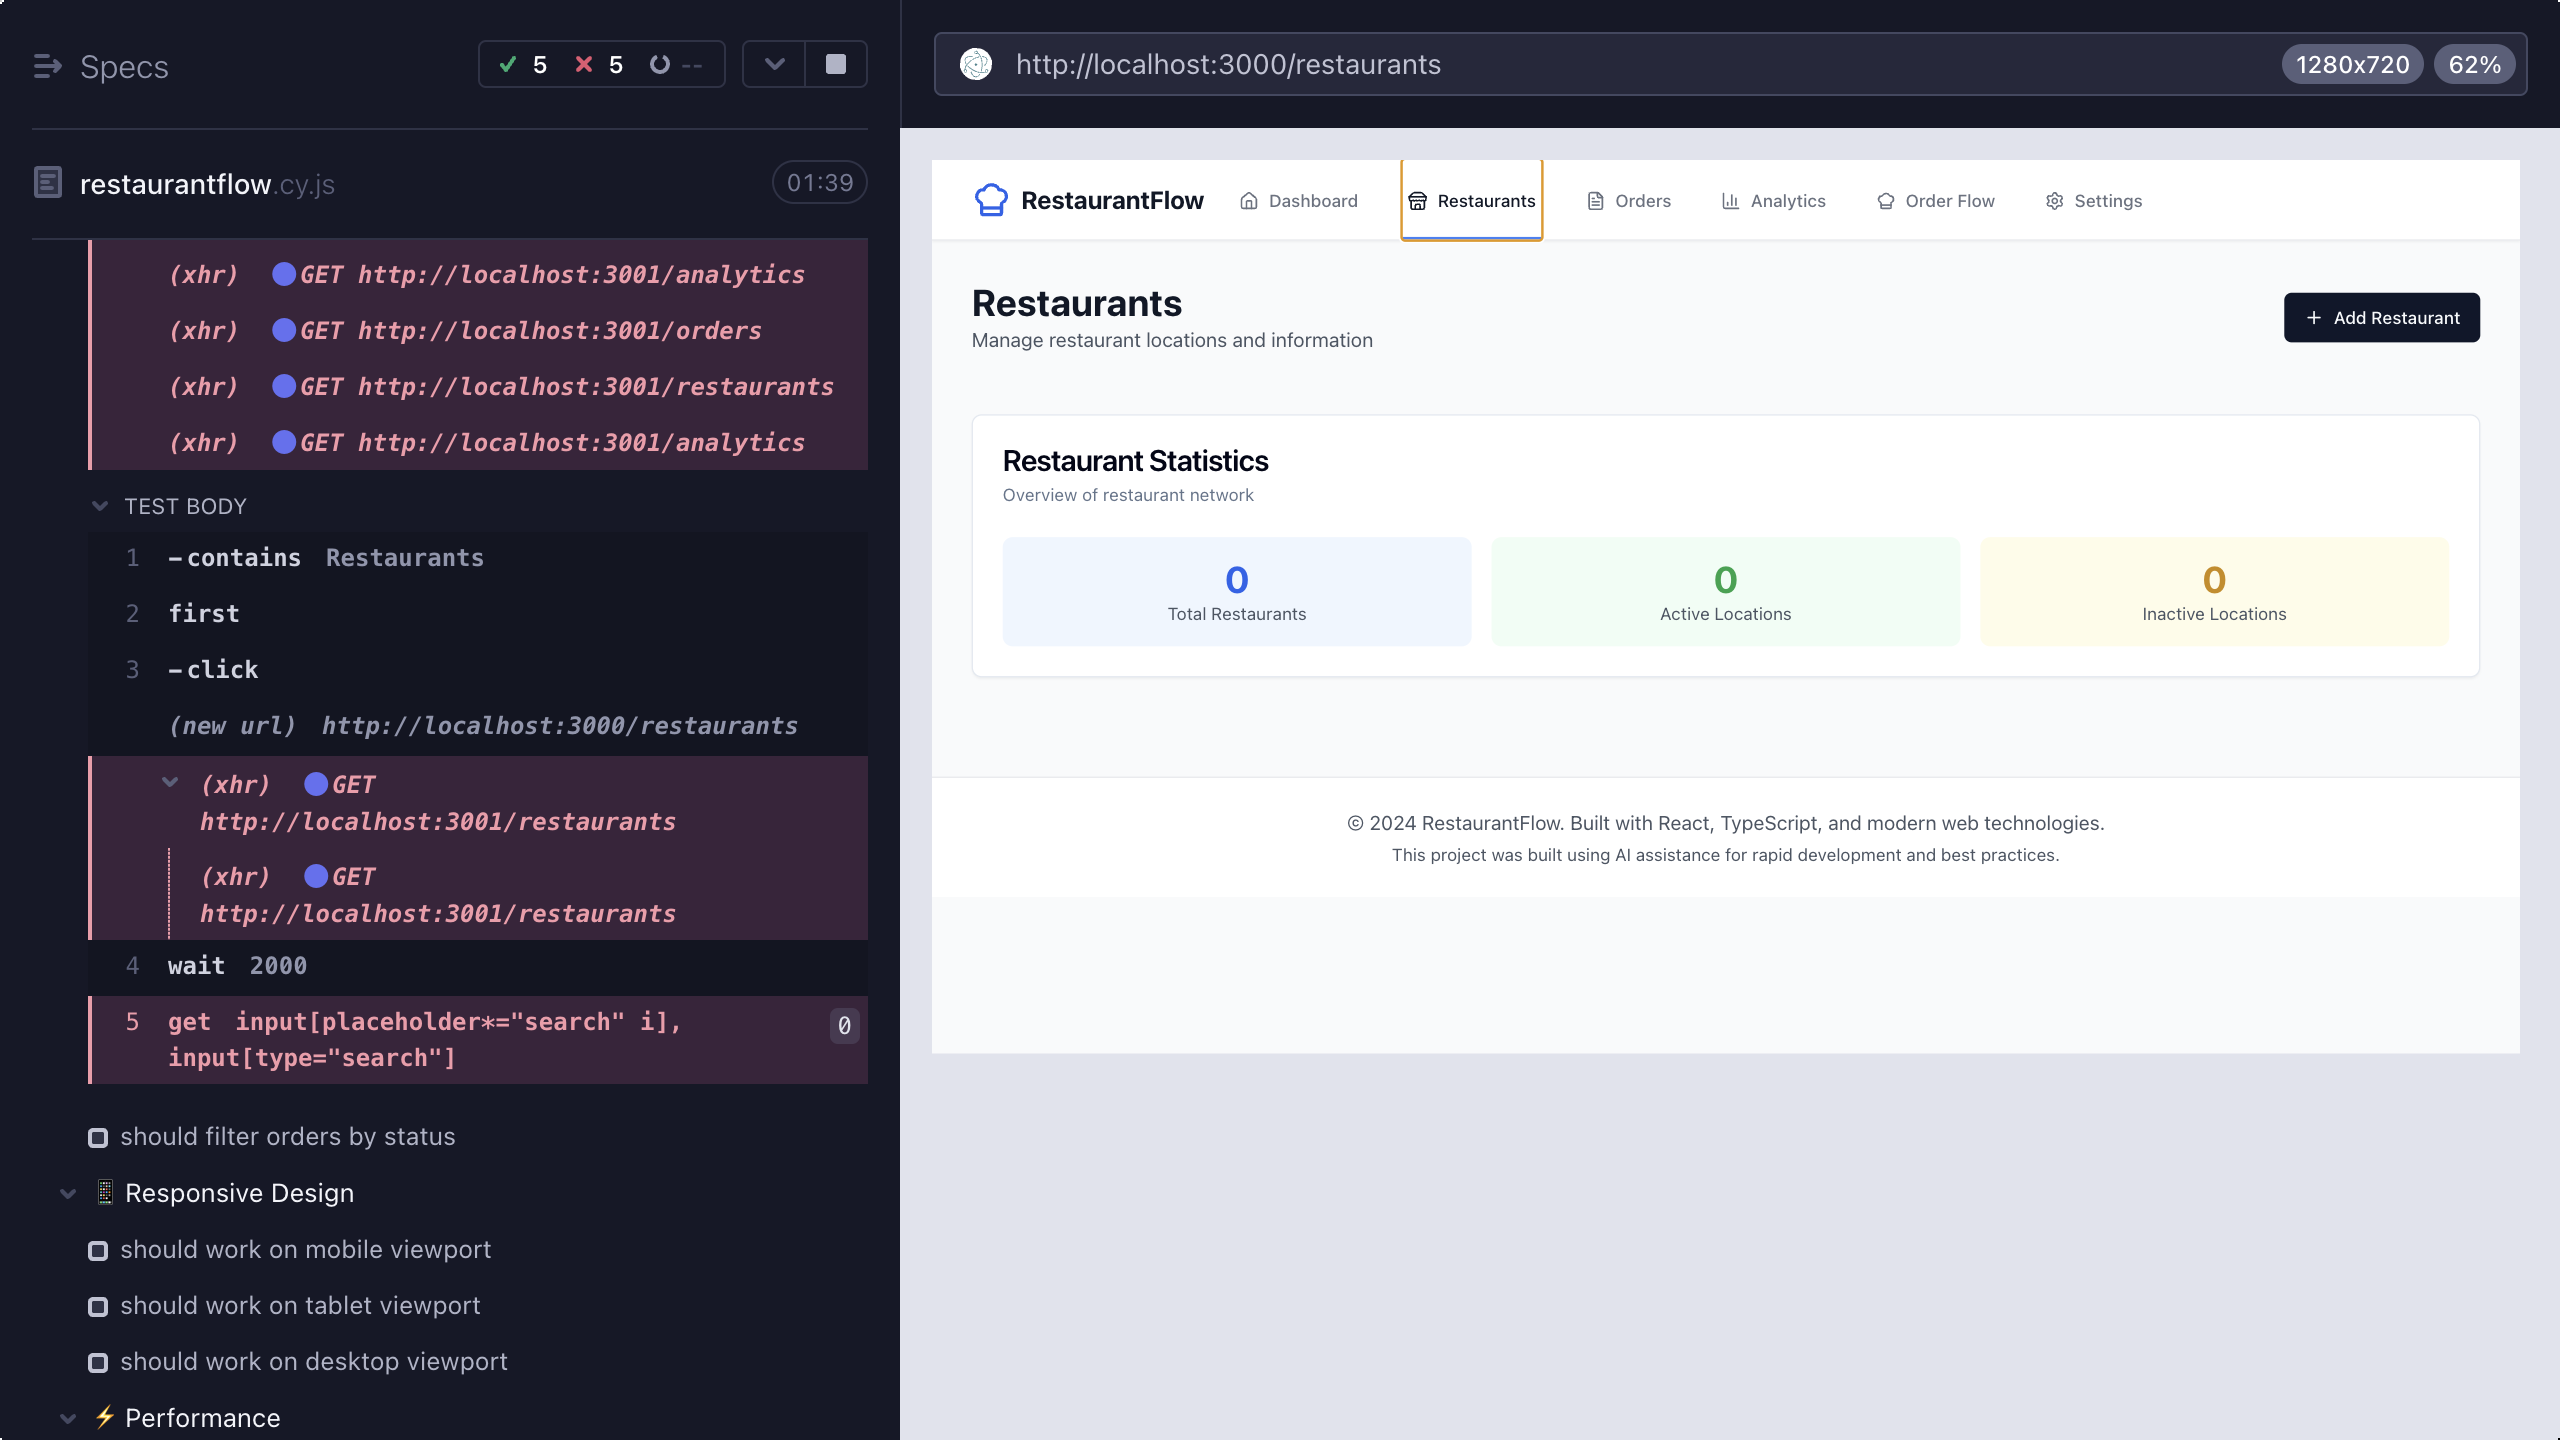 Specs
5 5 --
restaurantflow.cy.js
01:39
(xhr) GET http://localhost:3001/analytics
(xhr) GET http://localhost:3001/orders
(xhr) GET http://localhost:3001/restaurants
(xhr) GET http://localhost:3001/analytics
TEST BODY
1 -contains Restaurants
2 first
3 -click
(new url) http://localhost:3000/restaurants
(xhr) GET
http://localhost:3001/restaurants
(xhr) GET
http://localhost:3001/restaurants
4 wait 2000
5 get input[placeholder*="search" i], 0
input[type="search"]
should filter orders by status
Responsive Design
should work on mobile viewport
should work on tablet viewport
should work on desktop viewport
⚡ Performance
http://localhost:3000/restaurants
1280x720 62%
RestaurantFlow Dashboard Restaurants Orders Analytics Order Flow Settings
Restaurants
Manage restaurant locations and information
+ Add Restaurant
Restaurant Statistics
Overview of restaurant network
0
Total Restaurants
0
Active Locations
0
Inactive Locations
© 2024 RestaurantFlow. Built with React, TypeScript, and modern web technologies.
This project was built using AI assistance for rapid development and best practices.